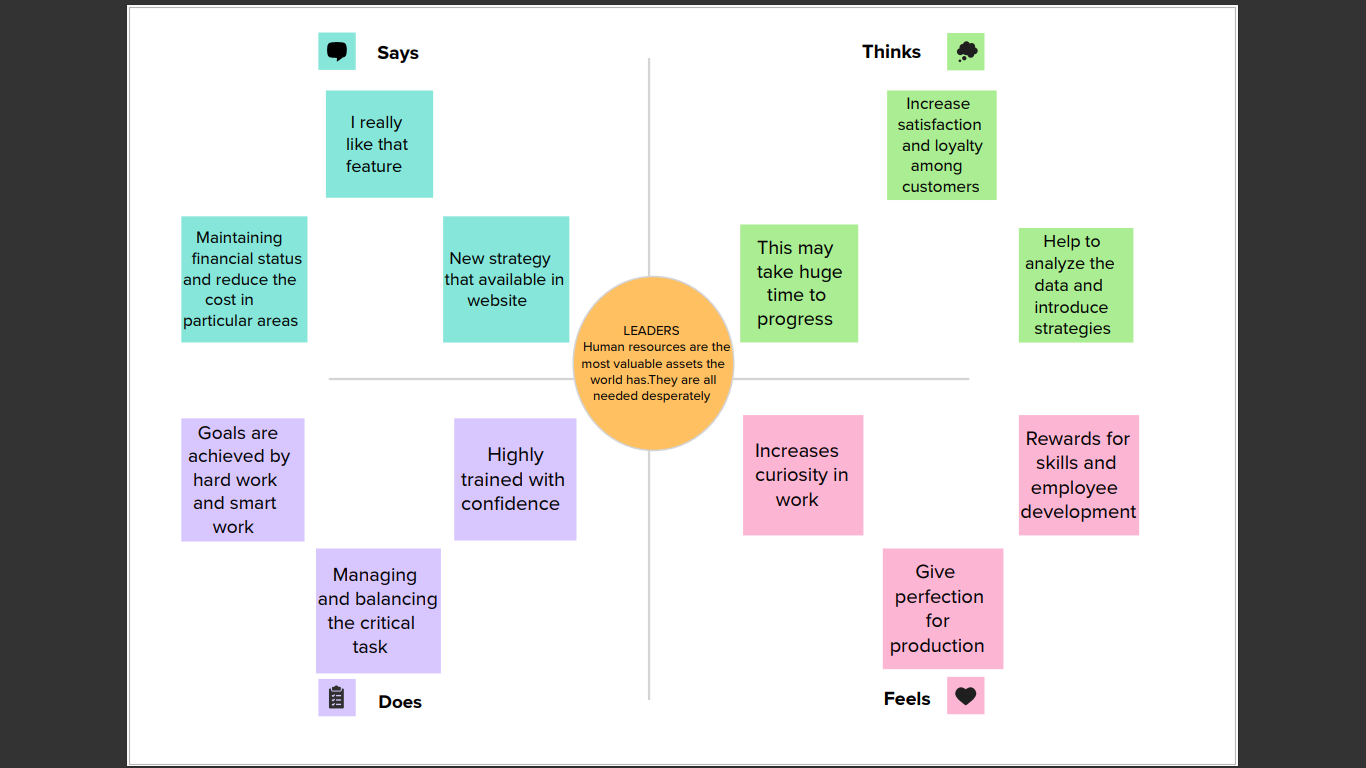 Says
I really
like that
feature
Maintaining
financial status
and reduce the
cost in
particular areas
New strategy
that available in
website
Thinks
Increase
satisfaction
and loyalty
among
customers
This may
take huge
time to
progress
Help to
analyze the
data and
introduce
strategies
LEADERS
Human resources are the
most valuable assets the
world has.They are all
needed desperately
Goals are
achieved by
hard work
and smart
work
Highly
trained with
confidence
Managing
and balancing
the critical
task
Does
Increases
curiosity in
work
Rewards for
skills and
employee
development
Give
perfection
for
production
Feels